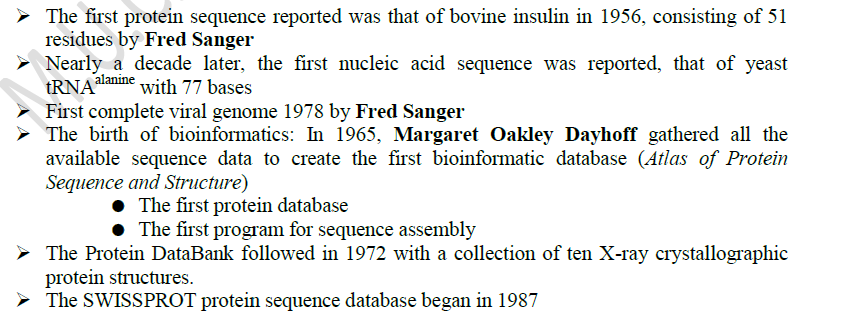 ➤ The first protein sequence reported was that of bovine insulin in 1956, consisting of 51
residues by Fred Sanger
➤ Nearly a decade later, the first nucleic acid sequence was reported, that of yeast
tRNAalanine with 77 bases
➤ First complete viral genome 1978 by Fred Sanger
➤ The birth of bioinformatics: In 1965, Margaret Oakley Dayhoff gathered all the
available sequence data to create the first bioinformatic database (Atlas of Protein
Sequence and Structure)
● The first protein database
● The first program for sequence assembly
➤ The Protein DataBank followed in 1972 with a collection of ten X-ray crystallographic
protein structures.
➤ The SWISSPROT protein sequence database began in 1987